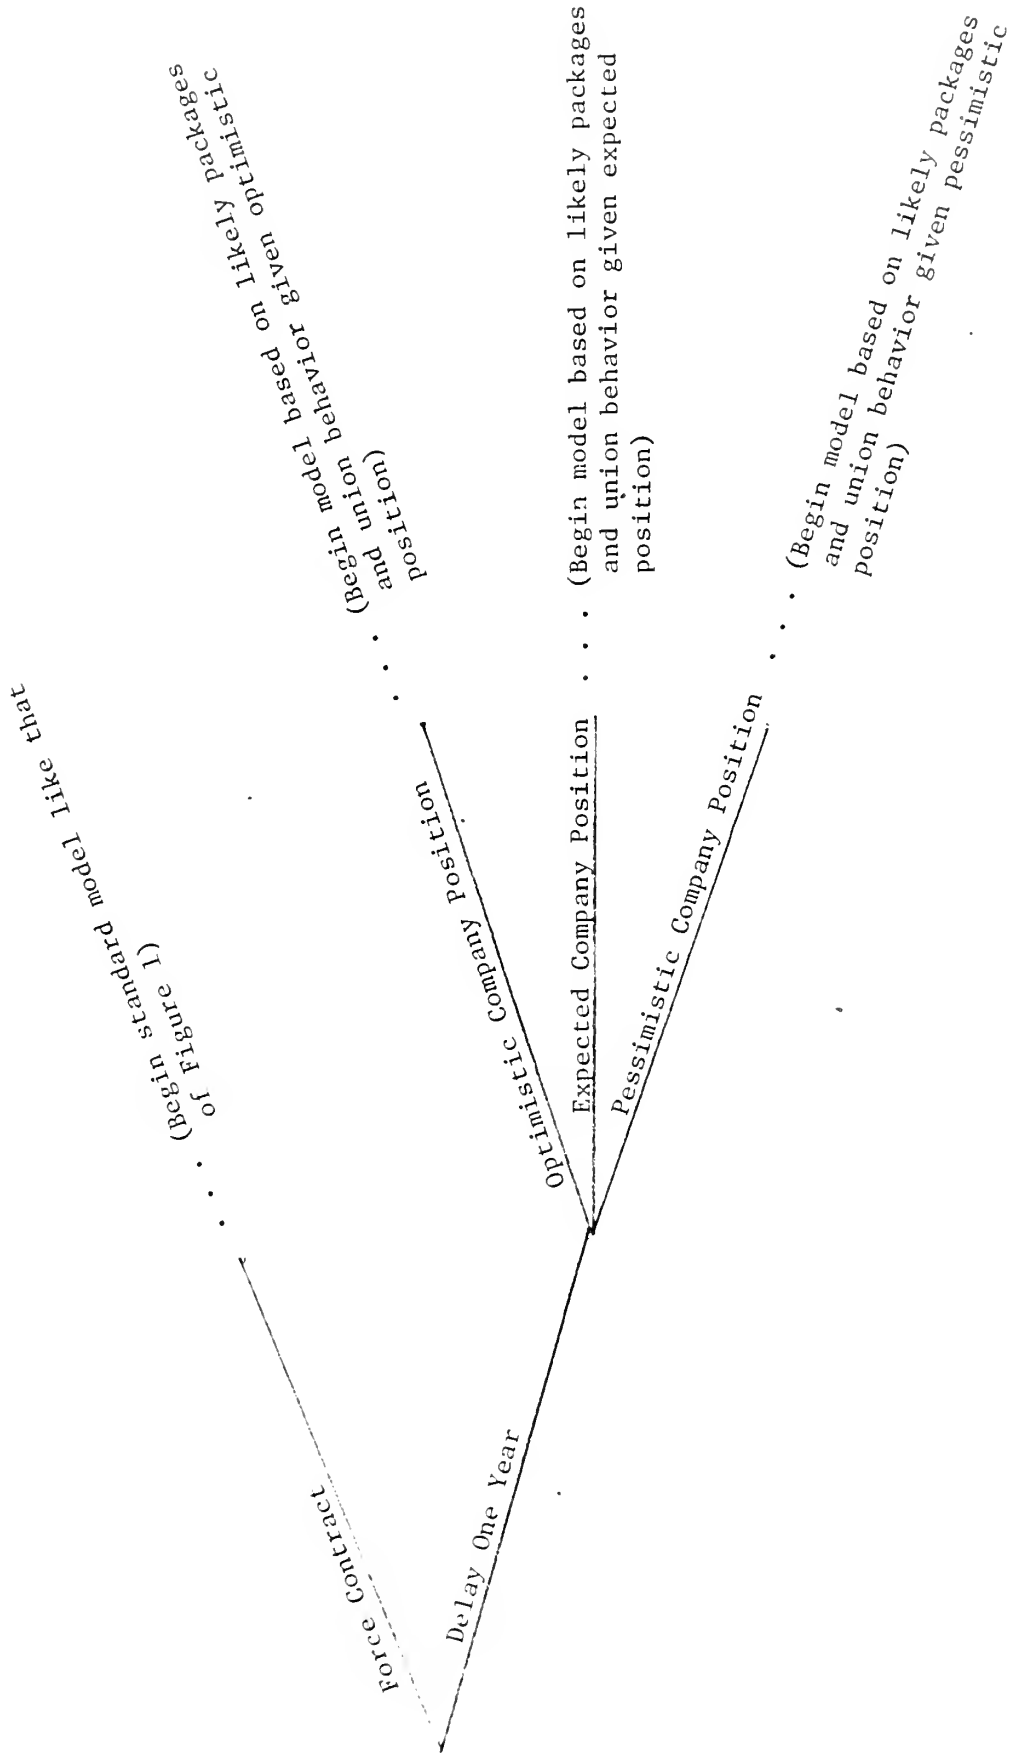 Force Contract
. . . (Begin standard model like that
of Figure 1)
Delay One Year
Optimistic Company Position
. . . (Begin model based on likely packages
and union behavior given optimistic
position)
Expected Company Position
. . . (Begin model based on likely packages
and union behavior given expected
position)
Pessimistic Company Position
. . . (Begin model based on likely packages
and union behavior given pessimistic
position)